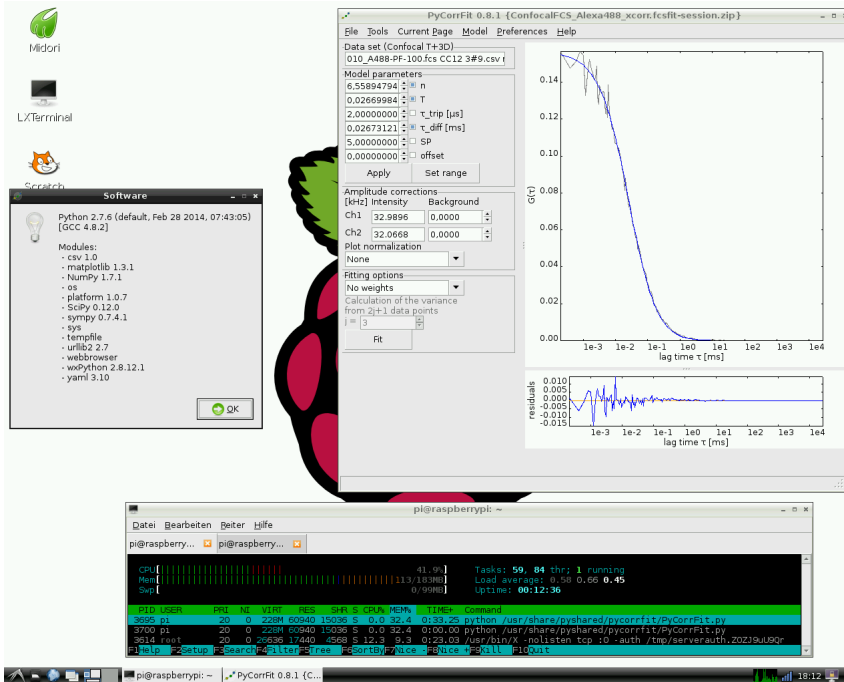 Midori
LXTerminal
Scratch
Software
Python 2.7.6 (default, Feb 28 2014, 07:43:05)
[GCC 4.8.2]
Modules:
- csv 1.0
- matplotlib 1.3.1
- NumPy 1.7.1
- os
- platform 1.0.7
- SciPy 0.12.0
- sympy 0.7.4.1
- sys
- tempfile
- urllib2 2.7
- webbrowser
- wxPython 2.8.12.1
- yaml 3.10
OK
PyCorrFit 0.8.1 {ConfocalFCS_Alexa488_xcorr.fcsfit-session.zip}
File Tools Current Page Model Preferences Help
Data set (Confocal T+3D)
010_A488-PF-100.fcs CC12 3#9.csv
Model parameters
6,55894794 n
0,02669984 T
2,00000000 τ_trip [µs]
0,02673121 τ_diff [ms]
5,00000000 SP
0,00000000 offset
Apply Set range
Amplitude corrections
[kHz] Intensity Background
Ch1 32.9896 0,0000
Ch2 32.0668 0,0000
Plot normalization
None
Fitting options
No weights
Calculation of the variance
from 2j+1 data points
j = 3
Fit
G(τ)
0.14
0.12
0.10
0.08
0.06
0.04
0.02
0.00
1e-3 1e-2 1e-1 1e0 1e1 1e2 1e3 1e4
lag time τ [ms]
residuals
0.010
0.005
0.000
-0.005
-0.010
-0.015
1e-3 1e-2 1e-1 1e0 1e1 1e2 1e3 1e4
lag time τ [ms]
pi@raspberrypi: ~
Datei Bearbeiten Reiter Hilfe
pi@raspberry... pi@raspberry...
CPU[ 41.9%] Tasks: 59, 84 thr; 1 running
Mem[ 113/183MB] Load average: 0.58 0.66 0.45
Swp[ 0/99MB] Uptime: 00:12:36
PID USER PRI NI VIRT RES SHR S CPU% MEM% TIME+ Command
3695 pi 20 0 228M 60940 15036 S 0.0 32.4 0:33.25 python /usr/share/pyshared/pycorrfit/PyCorrFit.py
3700 pi 20 0 228M 60940 15036 S 0.0 32.4 0:00.00 python /usr/share/pyshared/pycorrfit/PyCorrFit.py
3614 root 20 0 26636 17440 4568 S 12.3 9.3 0:23.03 /usr/bin/X -nolisten tcp :0 -auth /tmp/serverauth.Z0ZJ9uU9Qr
F1Help F2Setup F3SearchF4FilterF5Tree F6SortByF7Nice -F8Nice +F9Kill F10Quit
pi@raspberrypi: ~ PyCorrFit 0.8.1 {C... 18:12